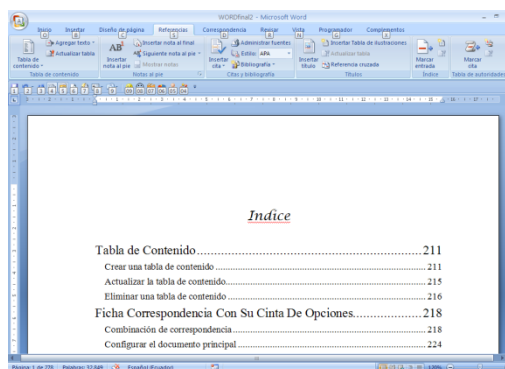 WORDfinal2 - Microsoft Word
Inicio Insertar Diseño de página Referencias Correspondencia Revisar Vista Programador Complementos
Tabla de contenido
Agregar texto
Actualizar tabla
Tabla de contenido
AB
Insertar nota al pie
Insertar nota al final
Siguiente nota al pie
Mostrar notas
Notas al pie
Insertar cita
Administrar fuentes
Estilo: APA
Bibliografía
Citas y bibliografía
Insertar título
Insertar Tabla de ilustraciones
Actualizar tabla
Referencia cruzada
Títulos
Marcar entrada
Índice
Marcar cita
Tabla de autoridades
Indice
Tabla de Contenido 211
Crear una tabla de contenido 211
Actualizar la tabla de contenido 215
Eliminar una tabla de contenido 216
Ficha Correspondencia Con Su Cinta De Opciones 218
Combinación de correspondencia 218
Configurar el documento principal 224
Página: 1 de 228 Palabras: 32.849 Español (Ecuador) 120%